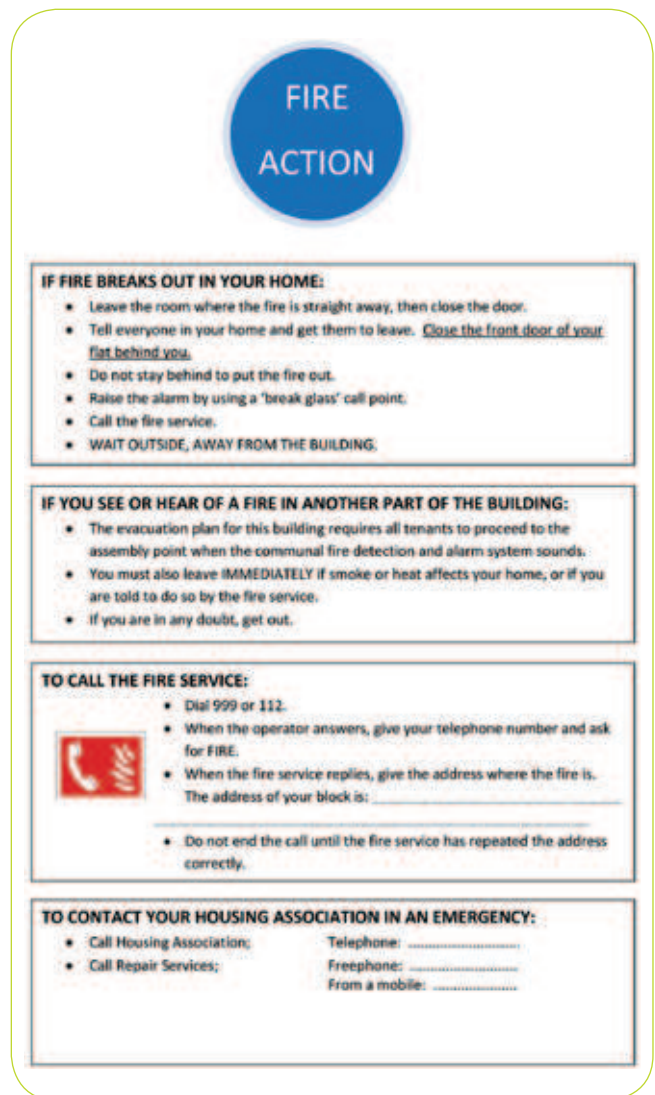 FIRE
ACTION
IF FIRE BREAKS OUT IN YOUR HOME:
• Leave the room where the fire is straight away, then close the door.
• Tell everyone in your home and get them to leave. Close the front door of your
flat behind you.
• Do not stay behind to put the fire out.
• Raise the alarm by using a 'break glass' call point.
• Call the fire service.
• WAIT OUTSIDE, AWAY FROM THE BUILDING.
IF YOU SEE OR HEAR OF A FIRE IN ANOTHER PART OF THE BUILDING:
• The evacuation plan for this building requires all tenants to proceed to the
assembly point when the communal fire detection and alarm system sounds.
• You must also leave IMMEDIATELY if smoke or heat affects your home, or if you
are told to do so by the fire service.
• If you are in any doubt, get out.
TO CALL THE FIRE SERVICE:
• Dial 999 or 112.
• When the operator answers, give your telephone number and ask
for FIRE.
• When the fire service replies, give the address where the fire is.
The address of your block is: ____________________
____________________
• Do not end the call until the fire service has repeated the address
correctly.
TO CONTACT YOUR HOUSING ASSOCIATION IN AN EMERGENCY:
• Call Housing Association; Telephone: ........................
• Call Repair Services; Freephone: ........................
From a mobile: ...................